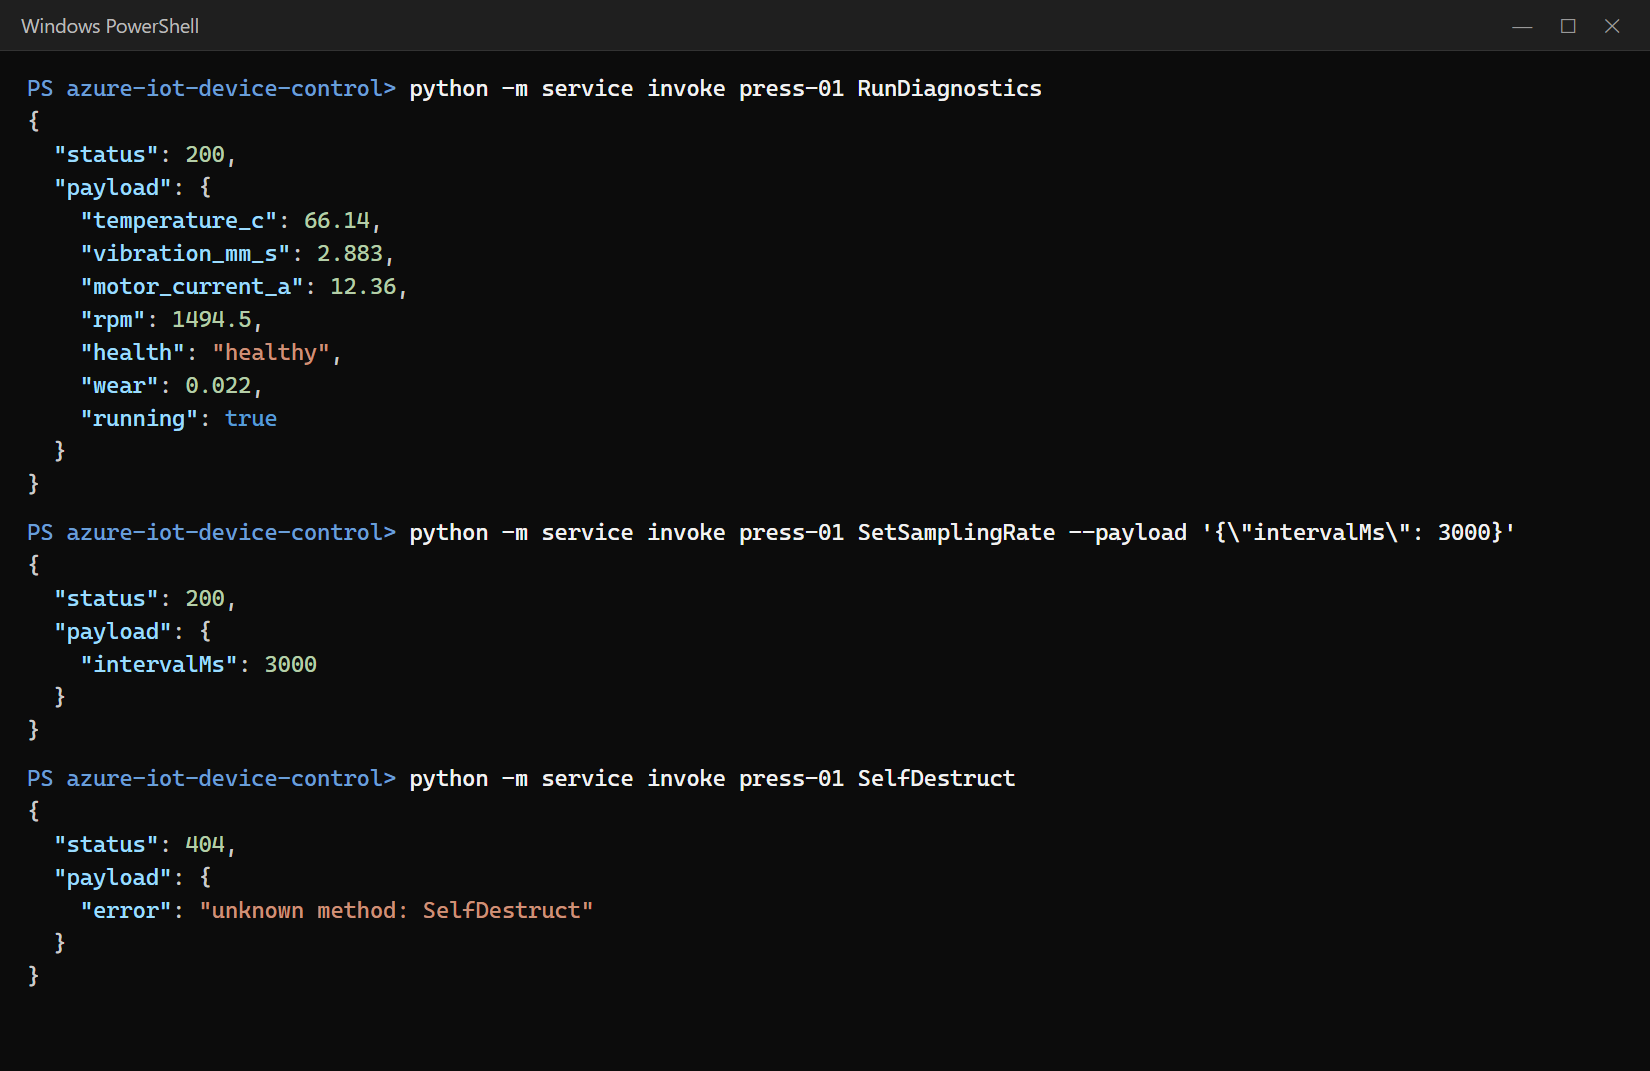 Windows PowerShell
PS azure-iot-device-control> python -m service invoke press-01 RunDiagnostics
{
  "status": 200,
  "payload": {
    "temperature_c": 66.14,
    "vibration_mm_s": 2.883,
    "motor_current_a": 12.36,
    "rpm": 1494.5,
    "health": "healthy",
    "wear": 0.022,
    "running": true
  }
}
PS azure-iot-device-control> python -m service invoke press-01 SetSamplingRate --payload '{\"intervalMs\": 3000}'
{
  "status": 200,
  "payload": {
    "intervalMs": 3000
  }
}
PS azure-iot-device-control> python -m service invoke press-01 SelfDestruct
{
  "status": 404,
  "payload": {
    "error": "unknown method: SelfDestruct"
  }
}